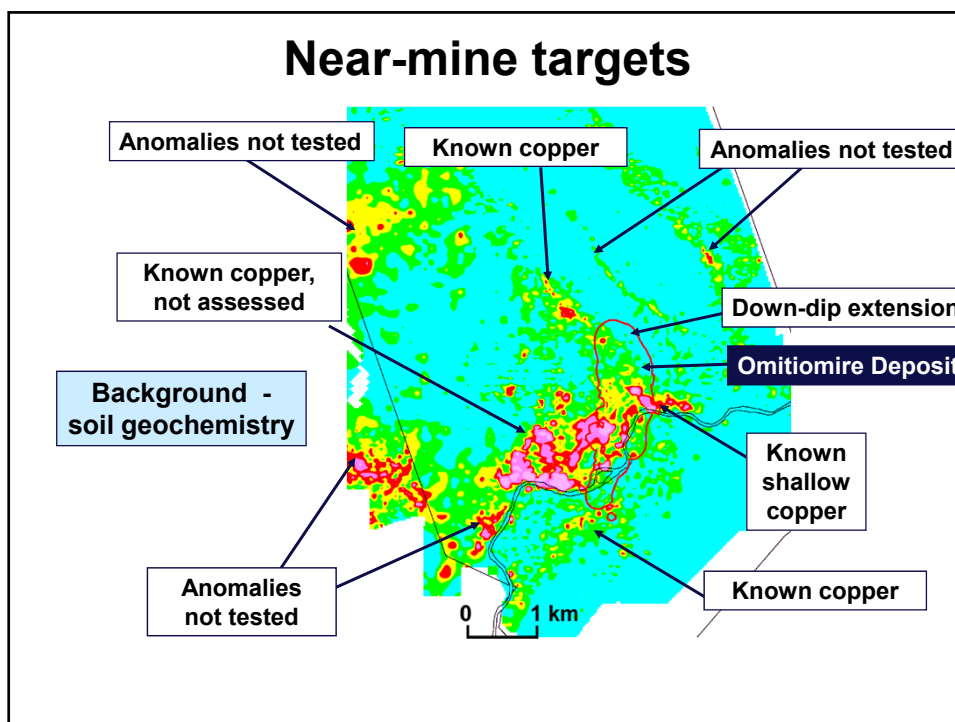 Near-mine targets
Anomalies not tested
Known copper
Anomalies not tested
Known copper,
not assessed
Down-dip extension
Omitiomire Deposit
Background -
soil geochemistry
Known
shallow
copper
Anomalies
not tested
Known copper
0 1 km